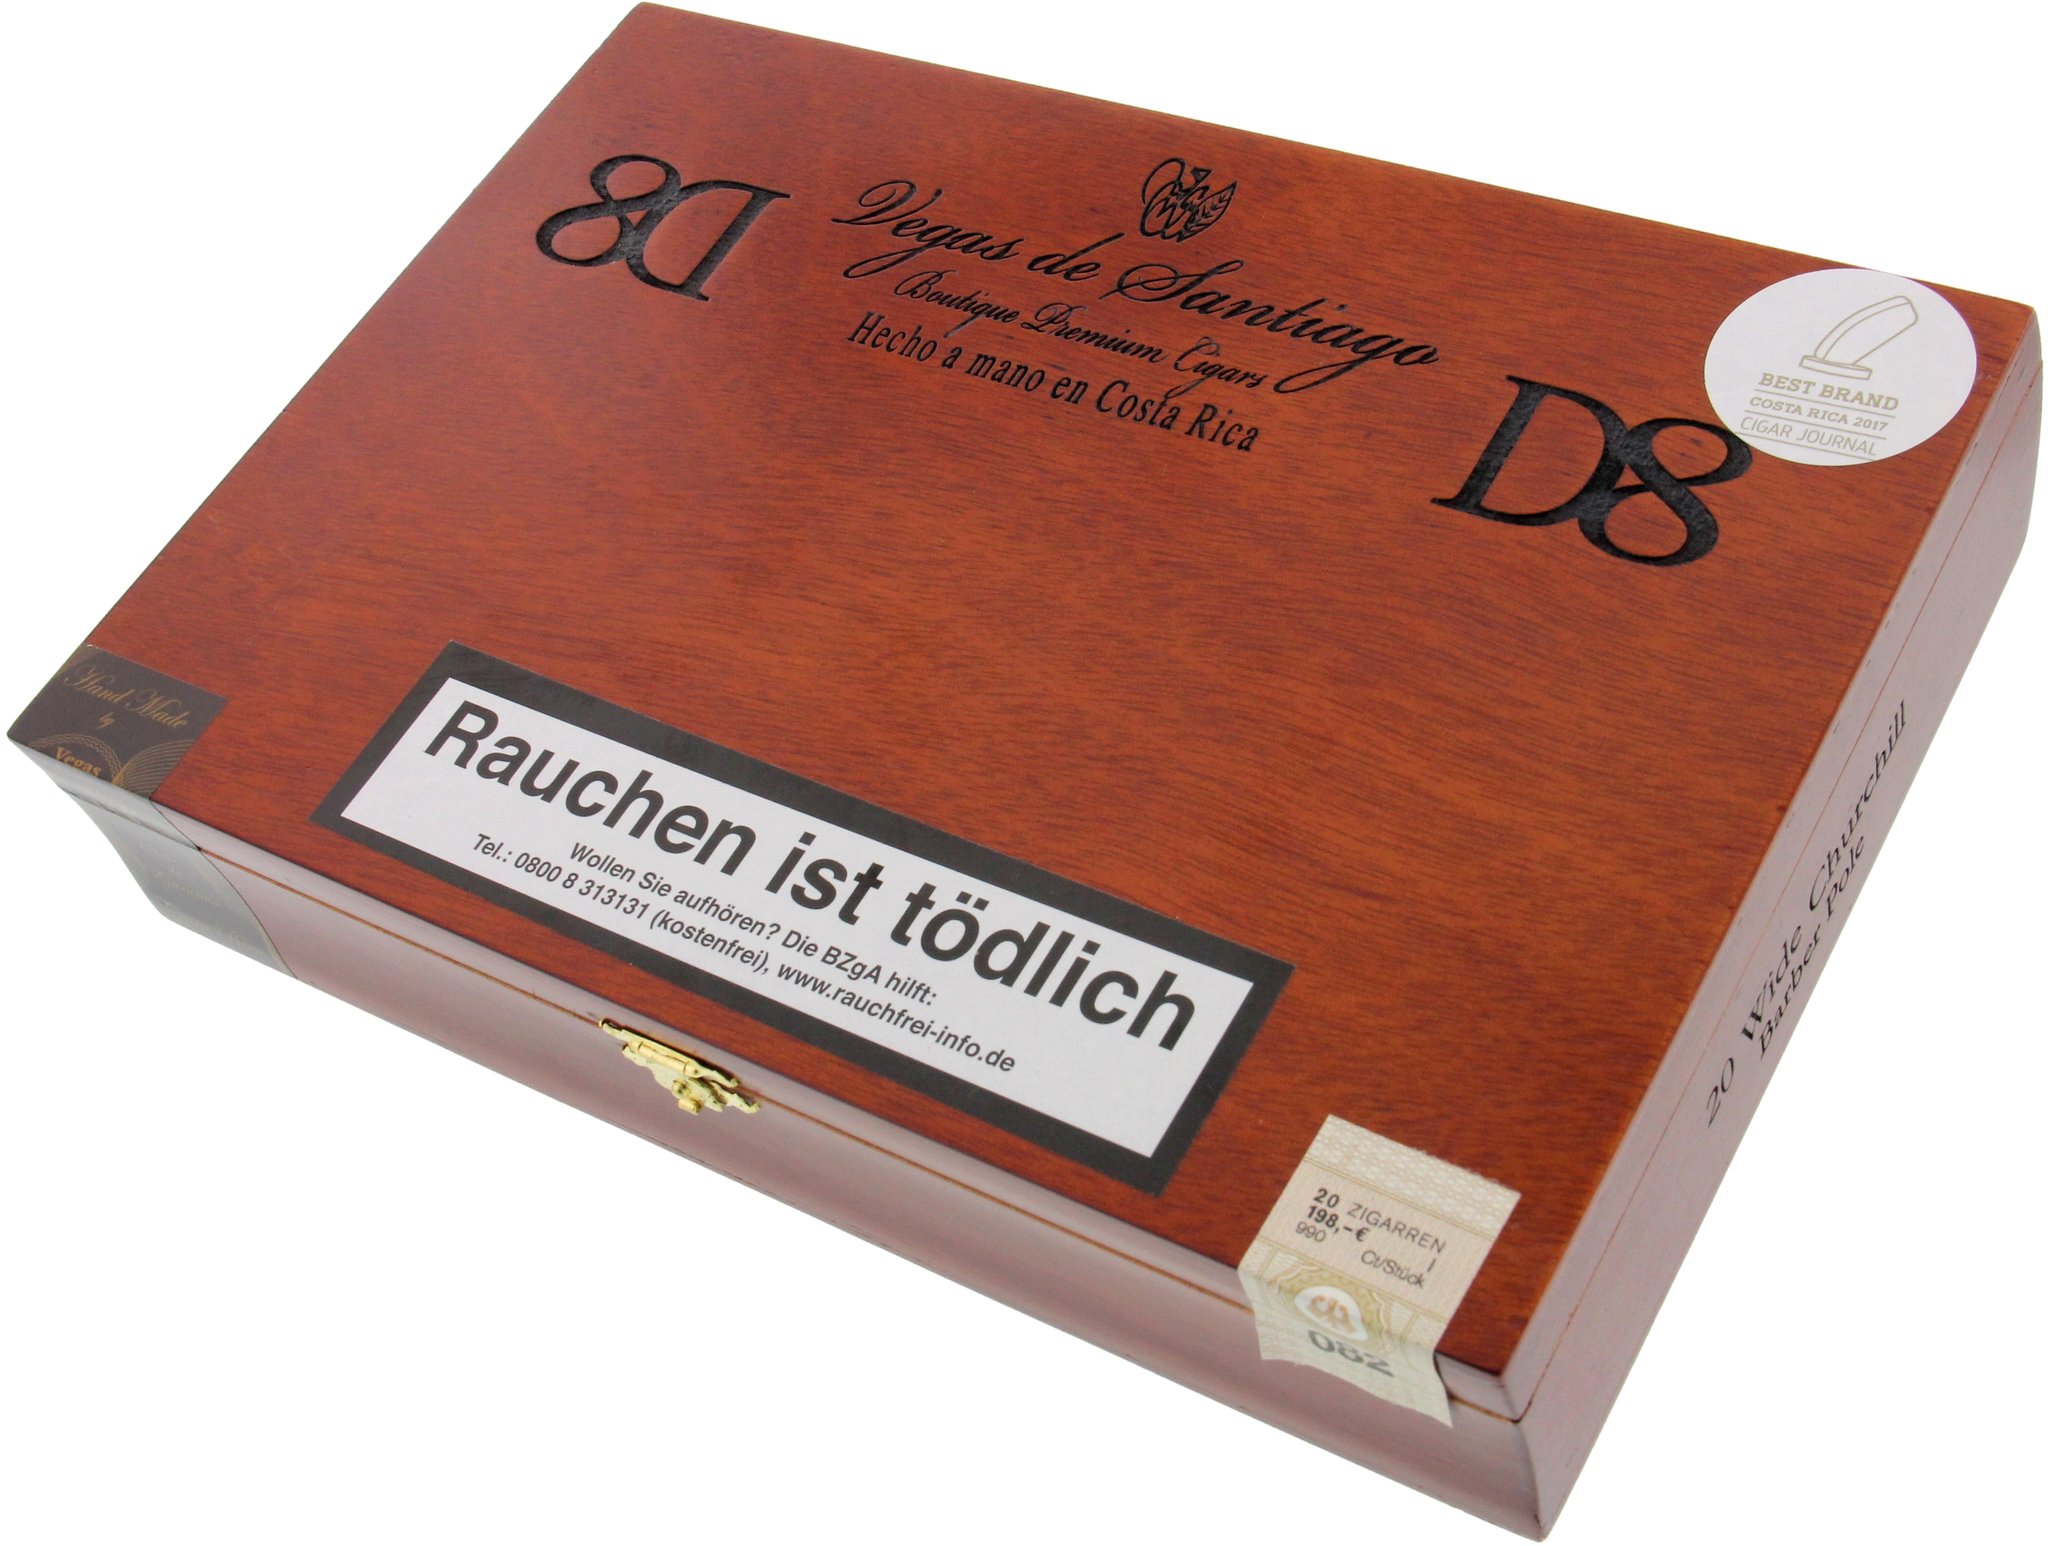 8D
Vegas de Santiago
Boutique Premium Cigars
Hecho a mano en Costa Rica
D8
BEST BRAND
COSTA RICA 2017
CIGAR JOURNAL
Hand Made
by
Vegas
Rauchen ist tödlich
Wollen Sie aufhören? Die BZgA hilft:
Tel.: 0800 8 313131 (kostenfrei), www.rauchfrei-info.de
20 ZIGARREN
198,-€ I
990 Ct/Stück
082
20 Wide Churchill
Barber Pole